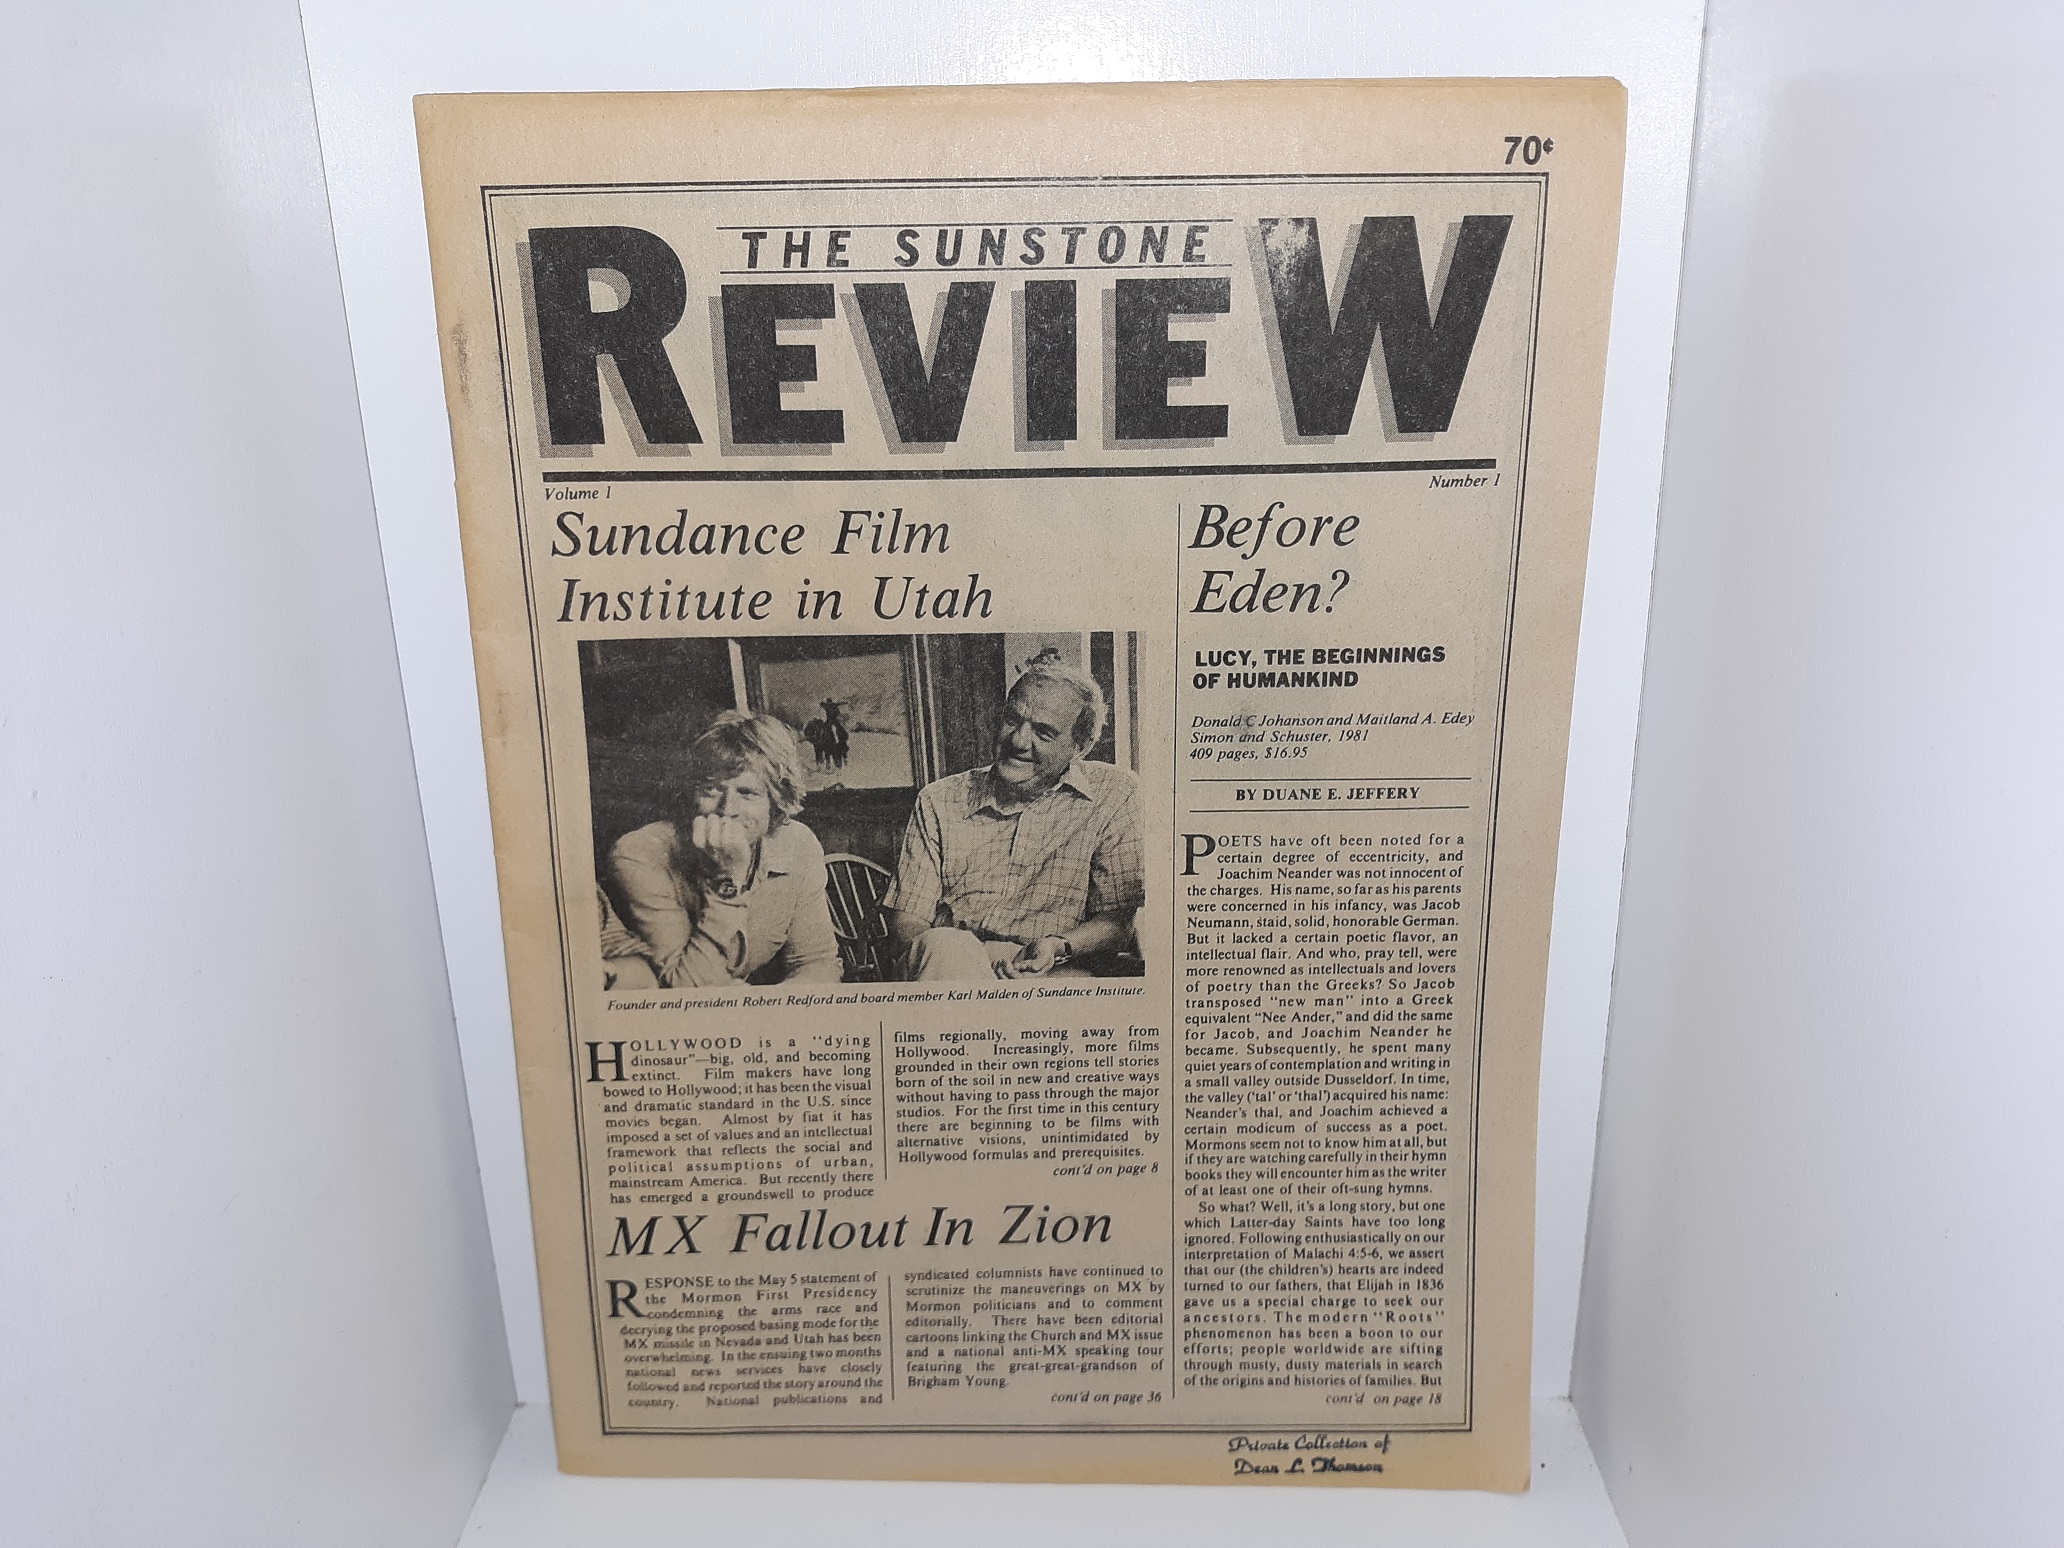 70¢
THE SUNSTONE
REVIEW
Volume 1
Number 1
Sundance Film
Institute in Utah
Founder and president Robert Redford and board member Karl Malden of Sundance Institute.
HOLLYWOOD is a "dying
dinosaur"—big, old, and becoming
extinct. Film makers have long
bowed to Hollywood; it has been the visual
and dramatic standard in the U.S. since
movies began. Almost by fiat it has
imposed a set of values and an intellectual
framework that reflects the social and
political assumptions of urban,
mainstream America. But recently there
has emerged a groundswell to produce
films regionally, moving away from
Hollywood. Increasingly, more films
grounded in their own regions tell stories
born of the soil in new and creative ways
without having to pass through the major
studios. For the first time in this century
there are beginning to be films with
alternative visions, unintimidated by
Hollywood formulas and prerequisites.
cont'd on page 8
MX Fallout In Zion
RESPONSE to the May 5 statement of
the Mormon First Presidency
condemning the arms race and
decrying the proposed basing mode for the
MX missile in Nevada and Utah has been
overwhelming. In the ensuing two months
national news services have closely
followed and reported the story around the
country. National publications and
syndicated columnists have continued to
scrutinize the maneuverings on MX by
Mormon politicians and to comment
editorially. There have been editorial
cartoons linking the Church and MX issue
and a national anti-MX speaking tour
featuring the great-great-grandson of
Brigham Young.
cont'd on page 36
Before
Eden?
LUCY, THE BEGINNINGS
OF HUMANKIND
Donald C Johanson and Maitland A. Edey
Simon and Schuster, 1981
409 pages, $16.95
BY DUANE E. JEFFERY
POETS have oft been noted for a
certain degree of eccentricity, and
Joachim Neander was not innocent of
the charges. His name, so far as his parents
were concerned in his infancy, was Jacob
Neumann, staid, solid, honorable German.
But it lacked a certain poetic flavor, an
intellectual flair. And who, pray tell, were
more renowned as intellectuals and lovers
of poetry than the Greeks? So Jacob
transposed "new man" into a Greek
equivalent "Nee Ander," and did the same
for Jacob, and Joachim Neander he
became. Subsequently, he spent many
quiet years of contemplation and writing in
a small valley outside Dusseldorf. In time,
the valley ('tal' or 'thal') acquired his name:
Neander's thal, and Joachim achieved a
certain modicum of success as a poet.
Mormons seem not to know him at all, but
if they are watching carefully in their hymn
books they will encounter him as the writer
of at least one of their oft-sung hymns.
So what? Well, it's a long story, but one
which Latter-day Saints have too long
ignored. Following enthusiastically on our
interpretation of Malachi 4:5-6, we assert
that our (the children's) hearts are indeed
turned to our fathers, that Elijah in 1836
gave us a special charge to seek our
ancestors. The modern "Roots"
phenomenon has been a boon to our
efforts; people worldwide are sifting
through musty, dusty materials in search
of the origins and histories of families. But
cont'd on page 18
Private Collection of
Dean L. Thomson